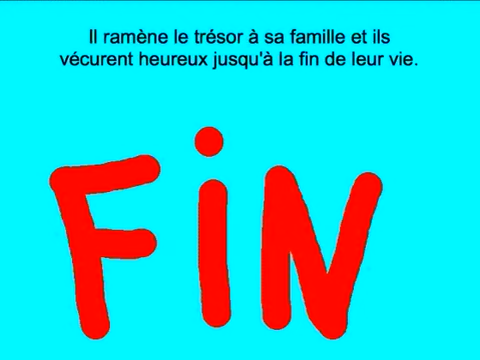 Il ramène le trésor à sa famille et ils
vécurent heureux jusqu'à la fin de leur vie.
FiN